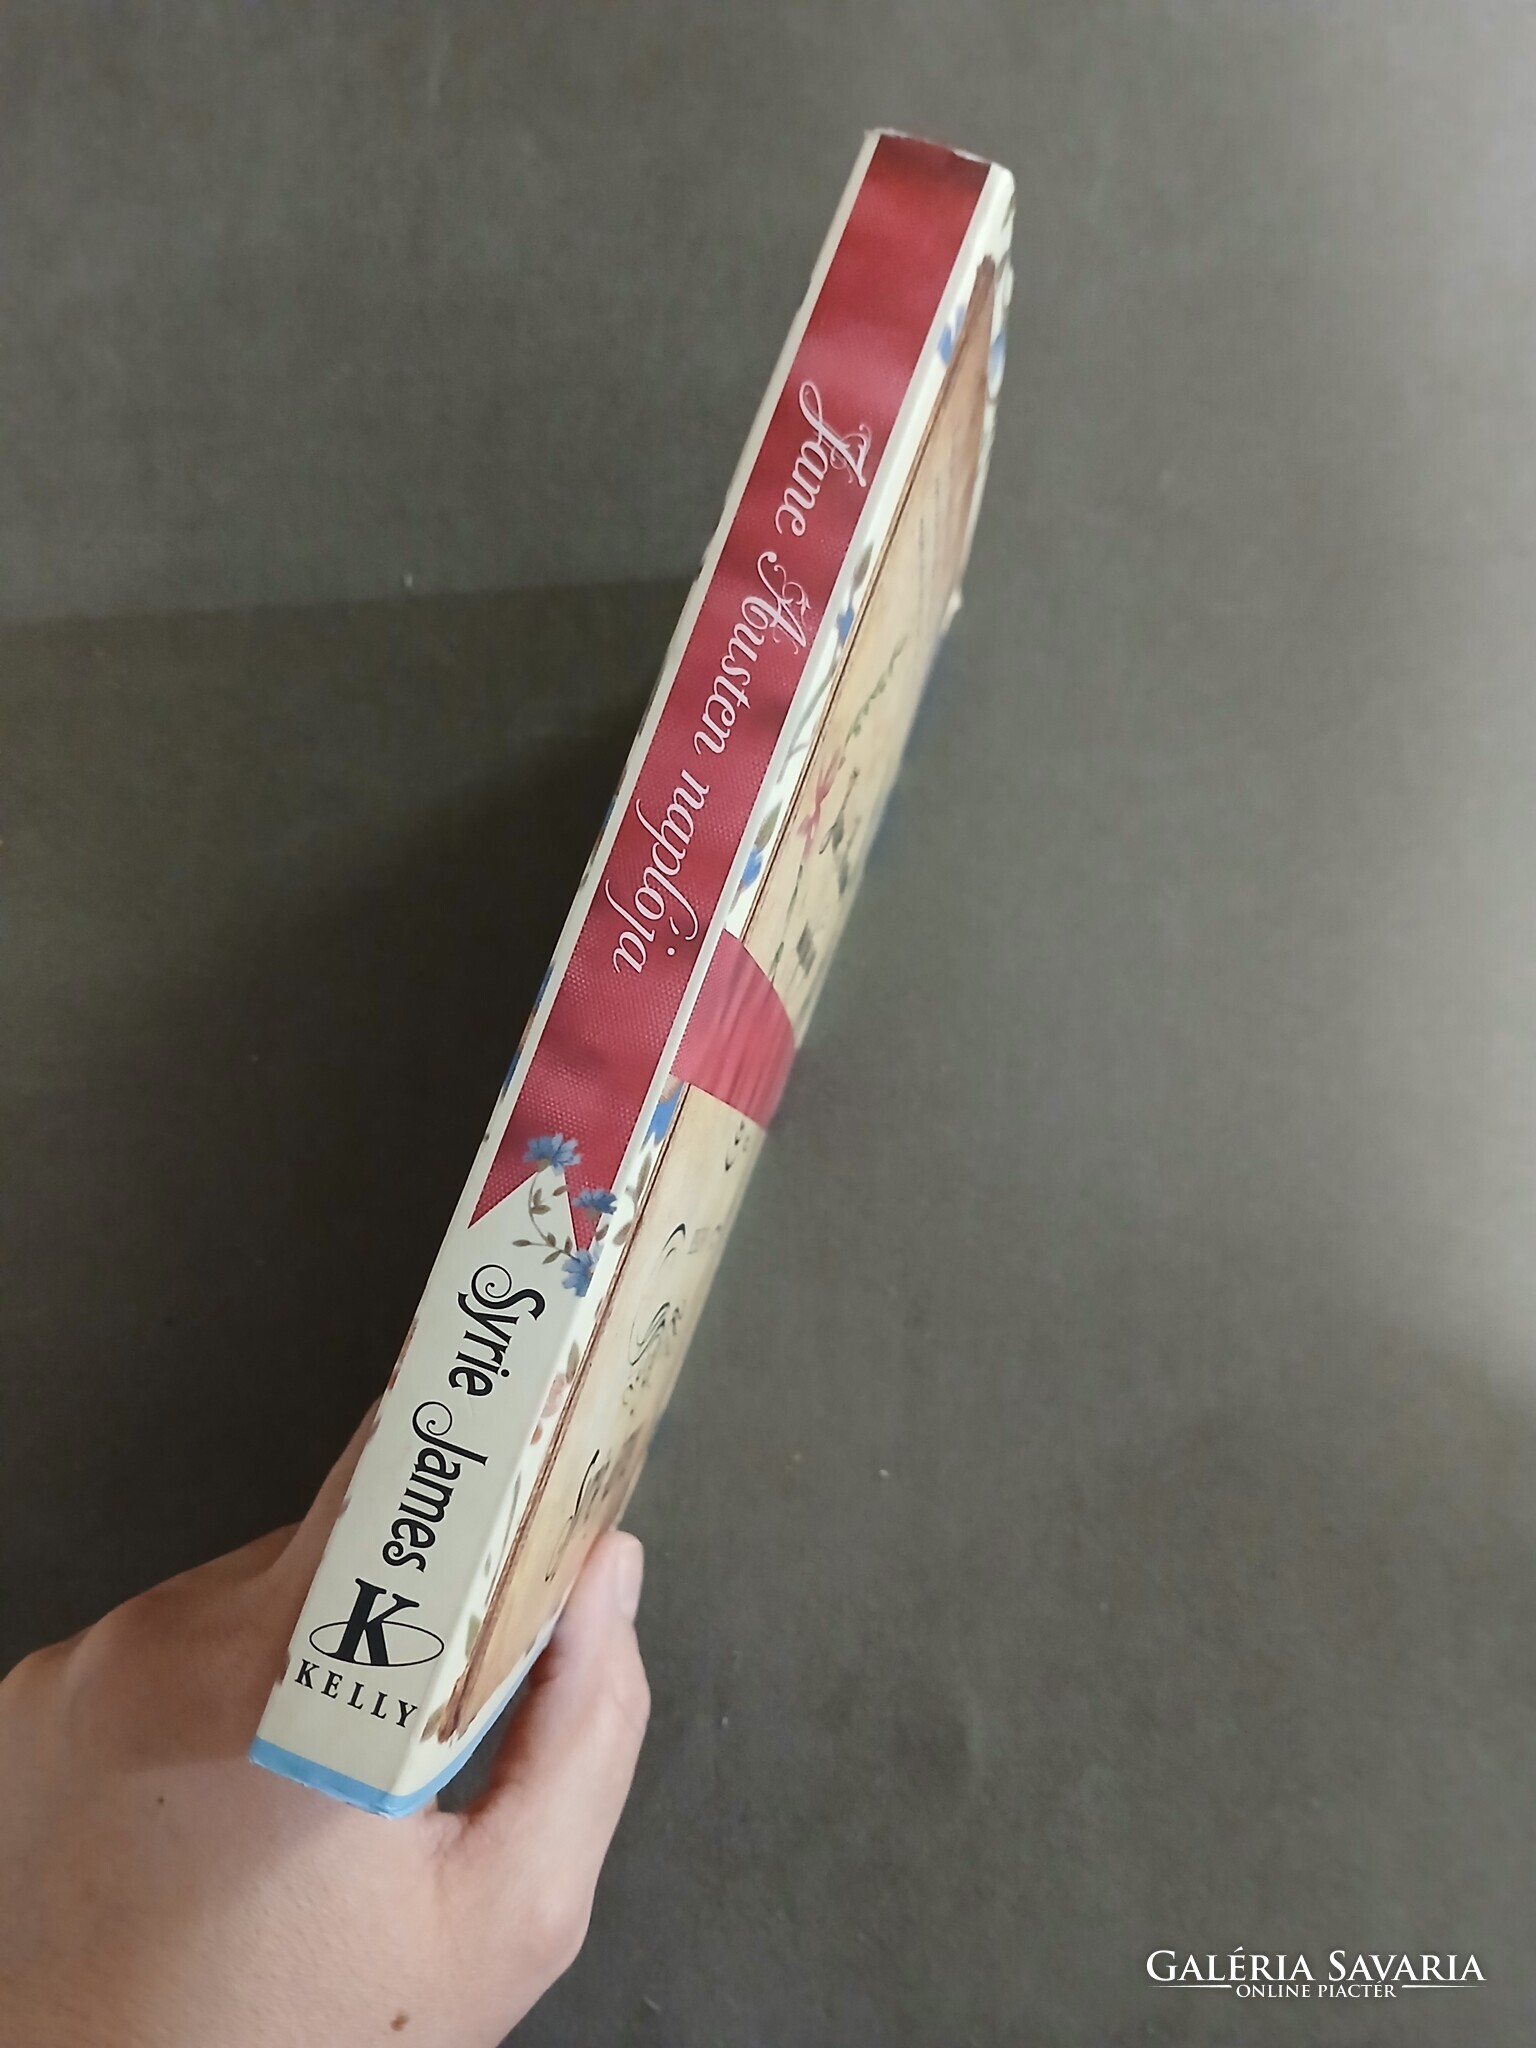 Jane Austen naplója
Syrie James
K
KELLY
GALÉRIA SAVARIA
ONLINE PIACTÉR